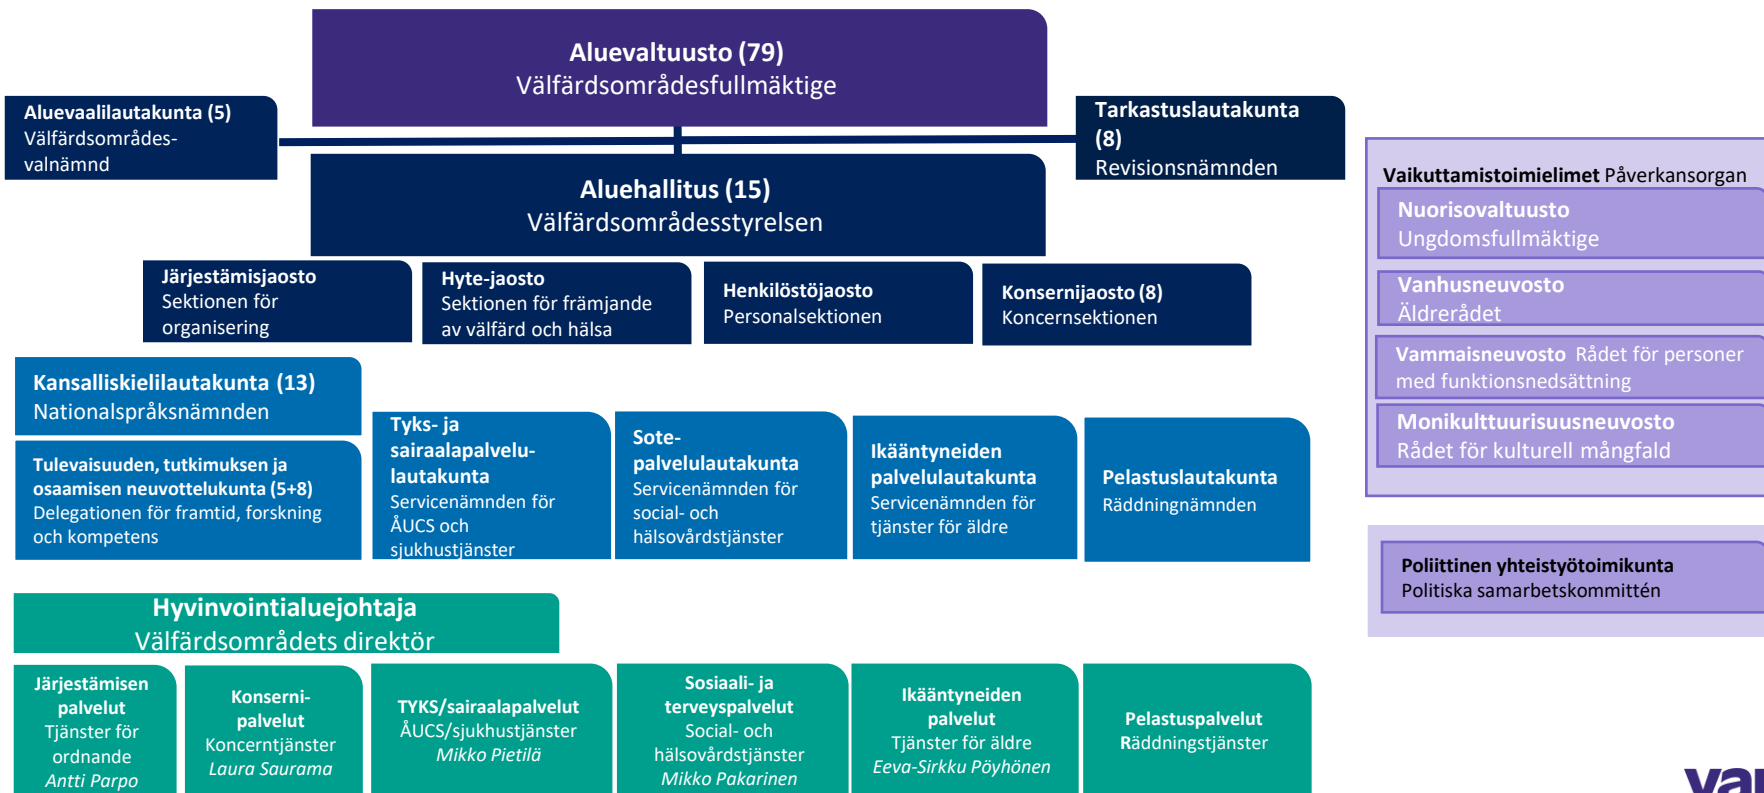 Aluevaltuusto (79)
Välfärdsområdesfullmäktige
Aluevaalilautakunta (5)
Välfärdsområdes-
valnämnd
Tarkastuslautakunta
(8)
Revisionsnämnden
Aluehallitus (15)
Välfärdsområdesstyrelsen
Järjestämisjaosto
Sektionen för
organisering
Hyte-jaosto
Sektionen för främjande
av välfärd och hälsa
Henkilöstöjaosto
Personalsektionen
Konsernijaosto (8)
Koncernsektionen
Kansalliskielilautakunta (13)
Nationalspråksnämnden
Tulevaisuuden, tutkimuksen ja
osaamisen neuvottelukunta (5+8)
Delegationen för framtid, forskning
och kompetens
Tyks- ja
sairaalapalvelu-
lautakunta
Servicenämnden för
ÅUCS och
sjukhustjänster
Sote-
palvelulautakunta
Servicenämnden för
social- och
hälsovårdstjänster
Ikääntyneiden
palvelulautakunta
Servicenämnden för
tjänster för äldre
Pelastuslautakunta
Räddningnämnden
Hyvinvointialuejohtaja
Välfärdsområdets direktör
Järjestämisen
palvelut
Tjänster för
ordnande
Antti Parpo
Konserni-
palvelut
Koncerntjänster
Laura Saurama
TYKS/sairaalapalvelut
ÅUCS/sjukhustjänster
Mikko Pietilä
Sosiaali- ja
terveyspalvelut
Social- och
hälsovårdstjänster
Mikko Pakarinen
Ikääntyneiden
palvelut
Tjänster för äldre
Eeva-Sirkku Pöyhönen
Pelastuspalvelut
Räddningstjänster
Vaikuttamistoimielimet Påverkansorgan
Nuorisovaltuusto
Ungdomsfullmäktige
Vanhusneuvosto
Äldrerådet
Vammaisneuvosto Rådet för personer
med funktionsnedsättning
Monikulttuurisuusneuvosto
Rådet för kulturell mångfald
Poliittinen yhteistyötoimikunta
Politiska samarbetskommittén